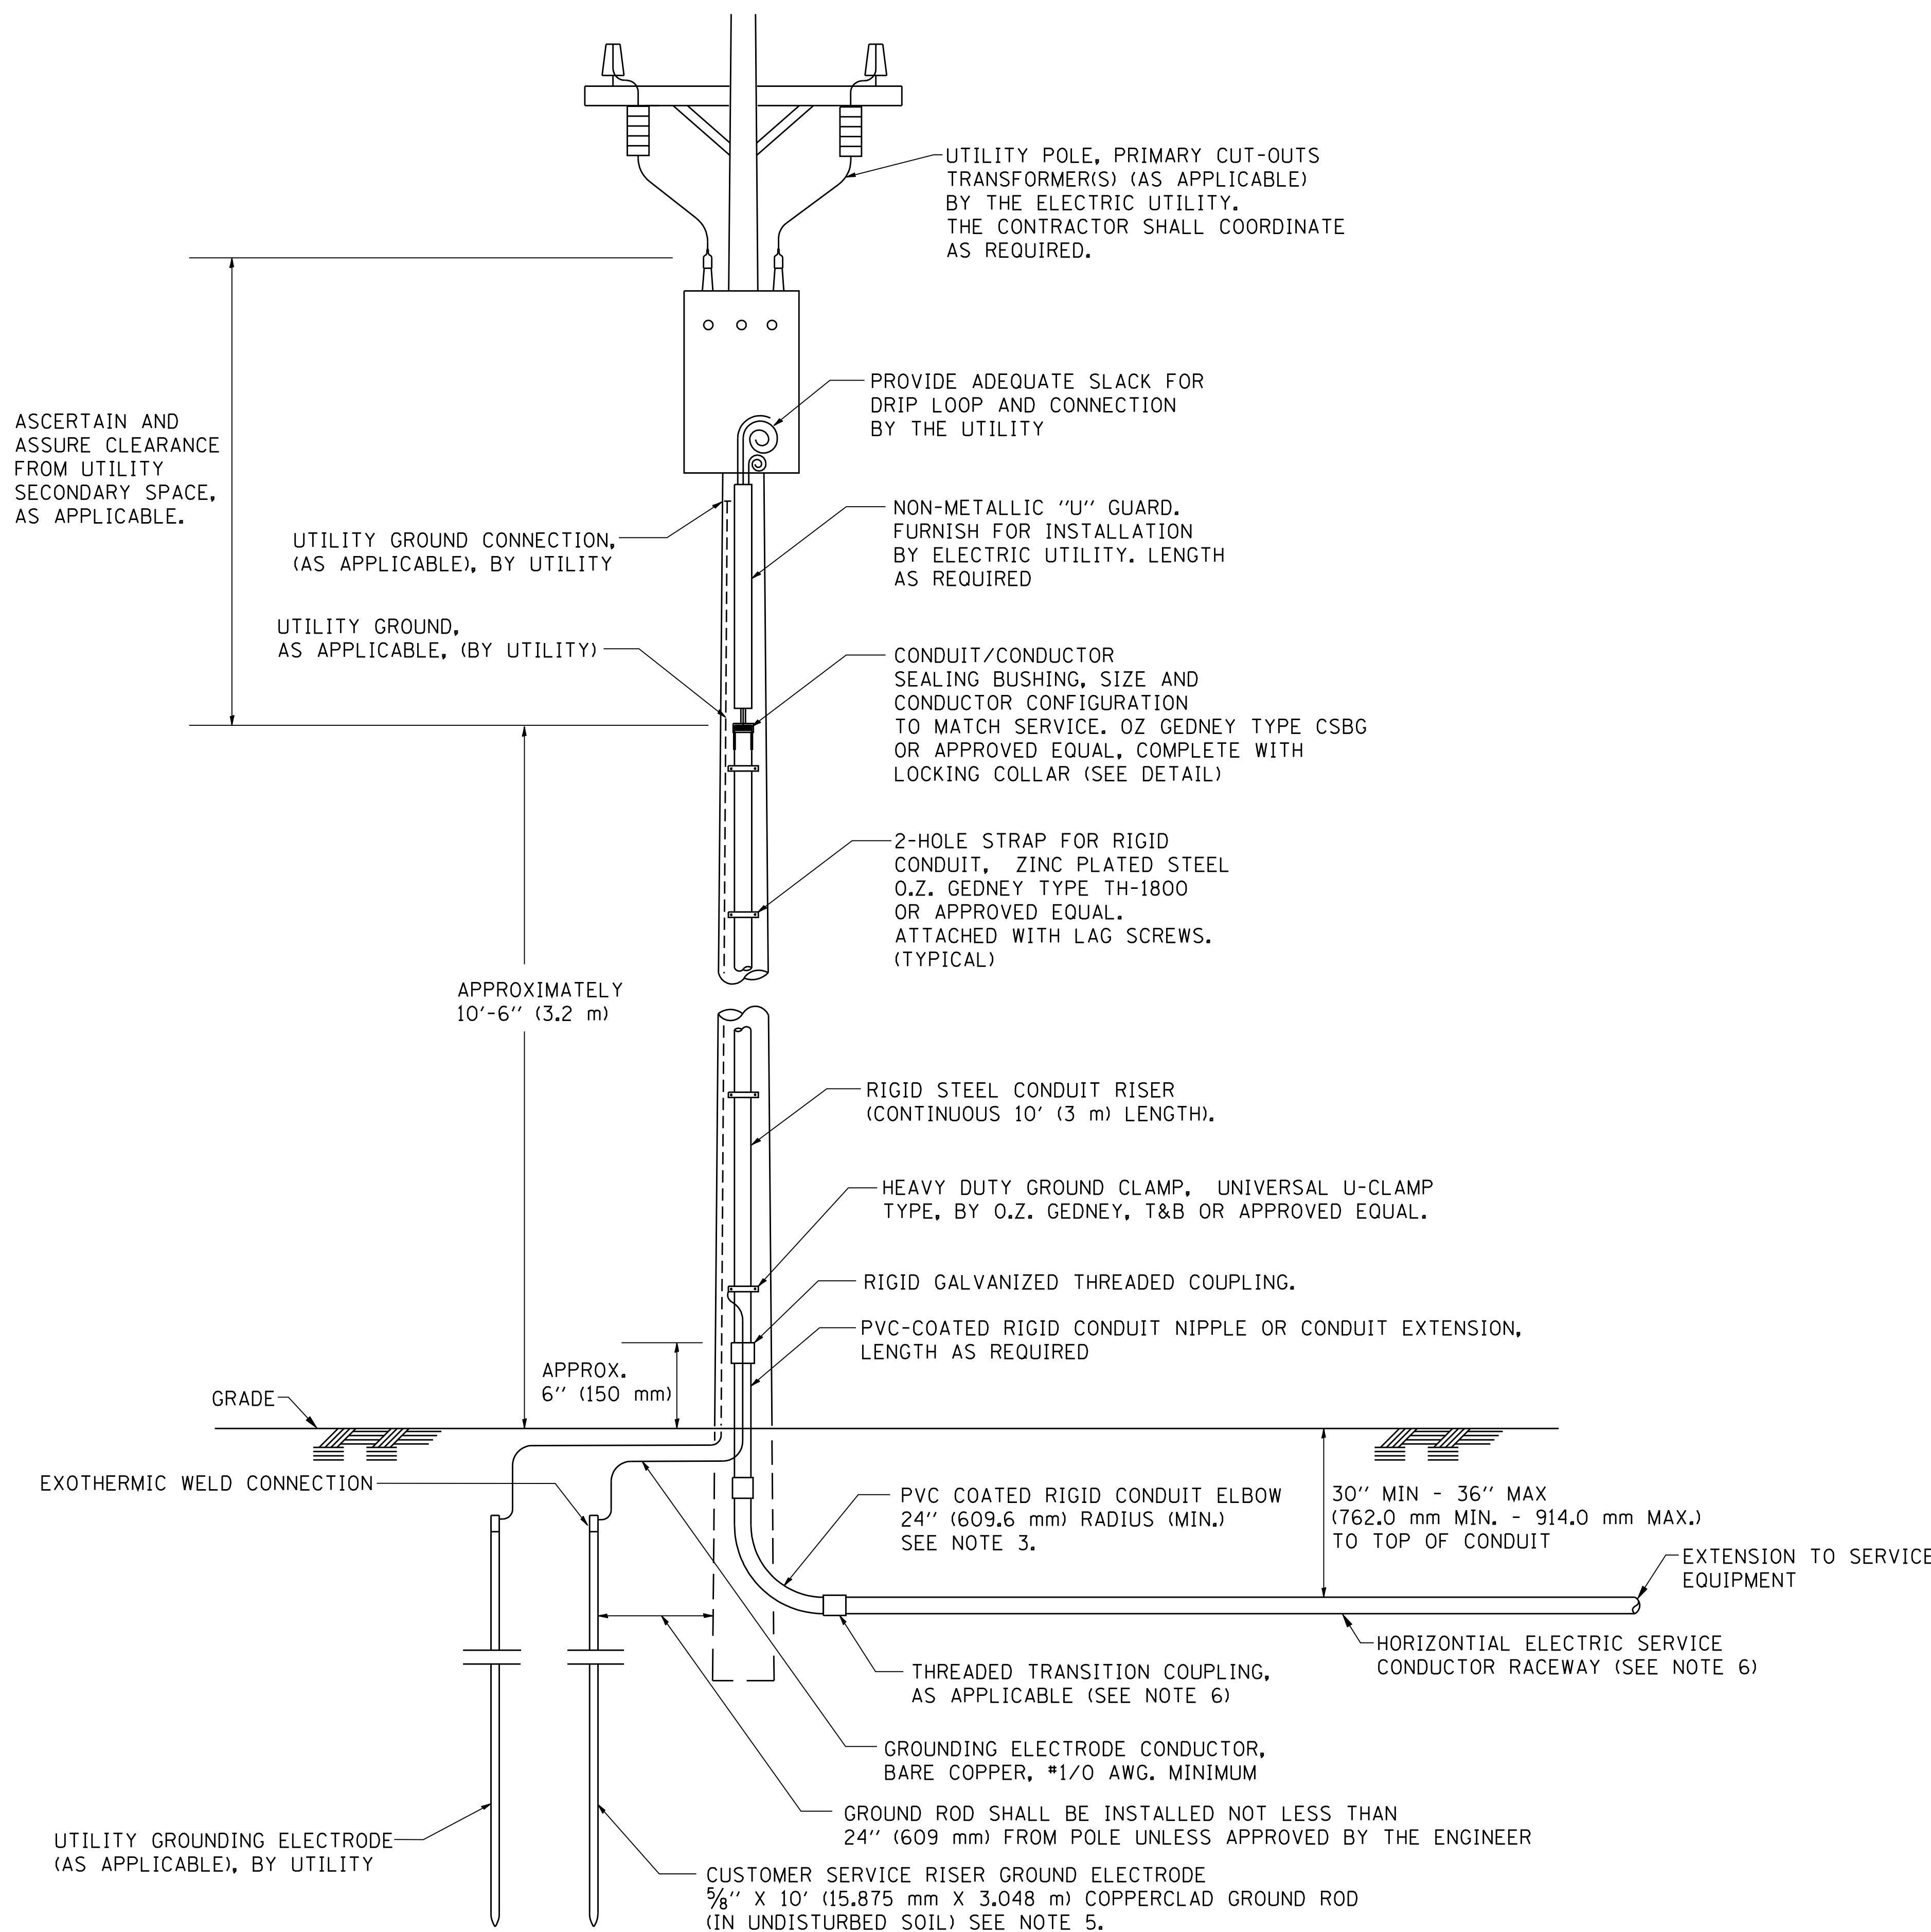 UTILITY POLE, PRIMARY CUT-OUTS
TRANSFORMER(S) (AS APPLICABLE)
BY THE ELECTRIC UTILITY.
THE CONTRACTOR SHALL COORDINATE
AS REQUIRED.
PROVIDE ADEQUATE SLACK FOR
DRIP LOOP AND CONNECTION
BY THE UTILITY
ASCERTAIN AND
ASSURE CLEARANCE
FROM UTILITY
SECONDARY SPACE,
AS APPLICABLE.
NON-METALLIC "U" GUARD.
FURNISH FOR INSTALLATION
BY ELECTRIC UTILITY. LENGTH
AS REQUIRED
UTILITY GROUND CONNECTION,
(AS APPLICABLE), BY UTILITY
UTILITY GROUND,
AS APPLICABLE, (BY UTILITY)
CONDUIT/CONDUCTOR
SEALING BUSHING, SIZE AND
CONDUCTOR CONFIGURATION
TO MATCH SERVICE. OZ GEDNEY TYPE CSBG
OR APPROVED EQUAL, COMPLETE WITH
LOCKING COLLAR (SEE DETAIL)
2-HOLE STRAP FOR RIGID
CONDUIT, ZINC PLATED STEEL
O.Z. GEDNEY TYPE TH-1800
OR APPROVED EQUAL.
ATTACHED WITH LAG SCREWS.
(TYPICAL)
APPROXIMATELY
10'-6" (3.2 m)
RIGID STEEL CONDUIT RISER
(CONTINUOUS 10' (3 m) LENGTH).
HEAVY DUTY GROUND CLAMP, UNIVERSAL U-CLAMP
TYPE, BY O.Z. GEDNEY, T&B OR APPROVED EQUAL.
RIGID GALVANIZED THREADED COUPLING.
PVC-COATED RIGID CONDUIT NIPPLE OR CONDUIT EXTENSION,
LENGTH AS REQUIRED
APPROX.
6" (150 mm)
GRADE
EXOTHERMIC WELD CONNECTION
PVC COATED RIGID CONDUIT ELBOW
24" (609.6 mm) RADIUS (MIN.)
SEE NOTE 3.
30" MIN - 36" MAX
(762.0 mm MIN. - 914.0 mm MAX.)
TO TOP OF CONDUIT
EXTENSION TO SERVICE
EQUIPMENT
HORIZONTIAL ELECTRIC SERVICE
CONDUCTOR RACEWAY (SEE NOTE 6)
THREADED TRANSITION COUPLING,
AS APPLICABLE (SEE NOTE 6)
GROUNDING ELECTRODE CONDUCTOR,
BARE COPPER, #1/0 AWG. MINIMUM
GROUND ROD SHALL BE INSTALLED NOT LESS THAN
24" (609 mm) FROM POLE UNLESS APPROVED BY THE ENGINEER
UTILITY GROUNDING ELECTRODE
(AS APPLICABLE), BY UTILITY
CUSTOMER SERVICE RISER GROUND ELECTRODE
5/8" X 10' (15.875 mm X 3.048 m) COPPERCLAD GROUND ROD
(IN UNDISTURBED SOIL) SEE NOTE 5.